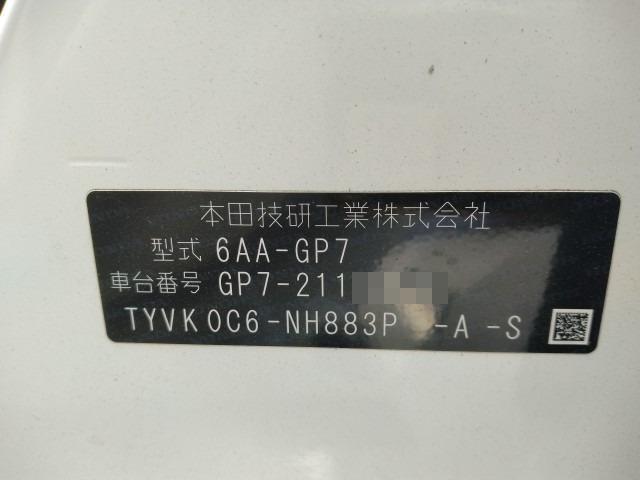 本田技研工業株式会社
型式 6AA-GP7
車台番号 GP7-211
TYVK0C6-NH883P -A-S